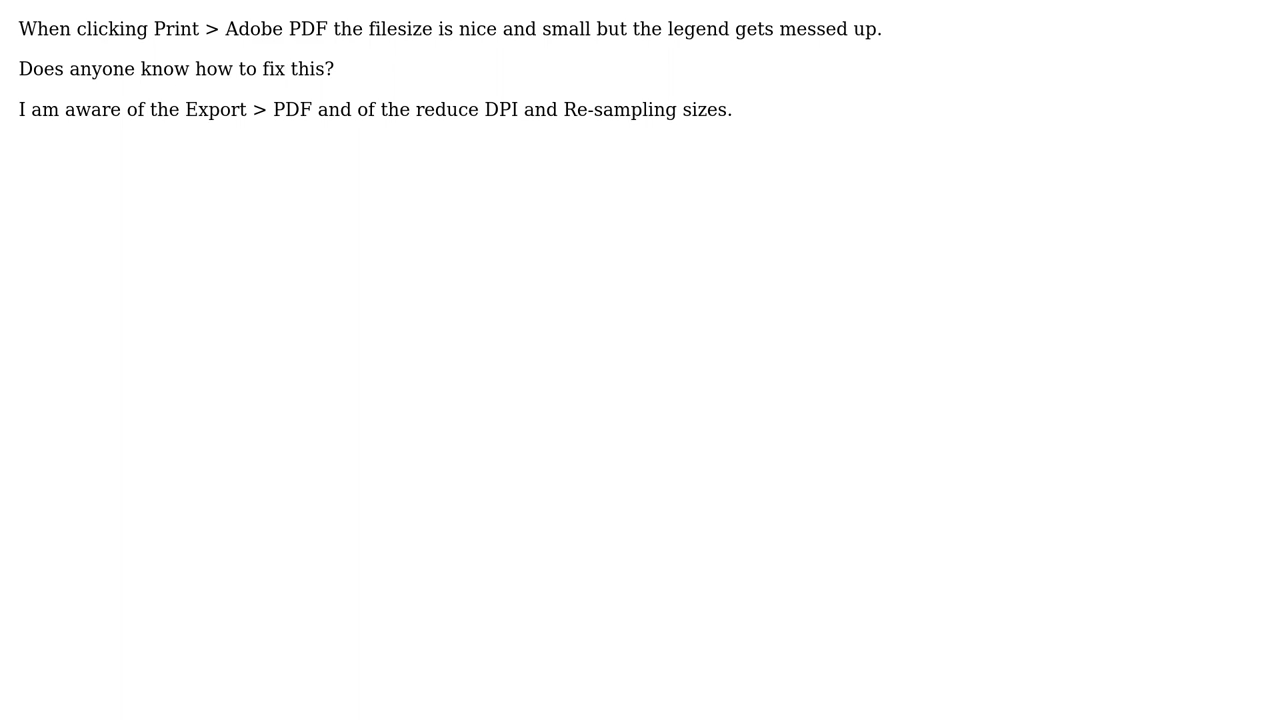 When clicking Print > Adobe PDF the filesize is nice and small but the legend gets messed up.
Does anyone know how to fix this?
I am aware of the Export > PDF and of the reduce DPI and Re-sampling sizes.